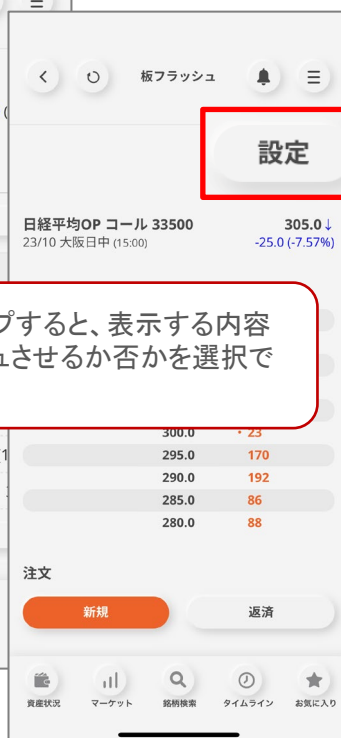 板フラッシュ
設定
日経平均OP コール 33500 305.0↓
23/10 大阪日中 (15:00) -25.0 (-7.57%)
プすると、表示する内容
ュさせるか否かを選択で
300.0 ・23
295.0 170
290.0 192
285.0 86
280.0 88
注文
新規 返済
資産状況 マーケット 銘柄検索 タイムライン お気に入り